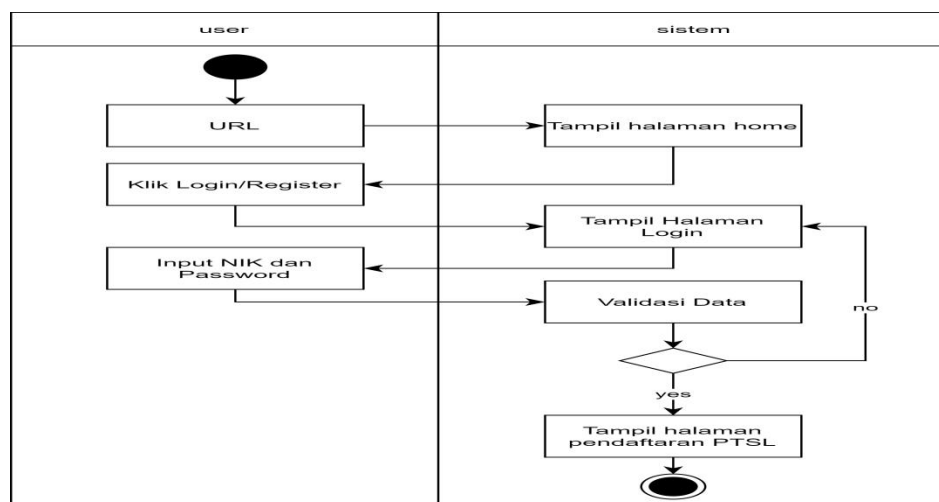 user
sistem
URL
Tampil halaman home
Klik Login/Register
Tampil Halaman
Login
Input NIK dan
Password
Validasi Data
no
yes
Tampil halaman
pendaftaran PTSL